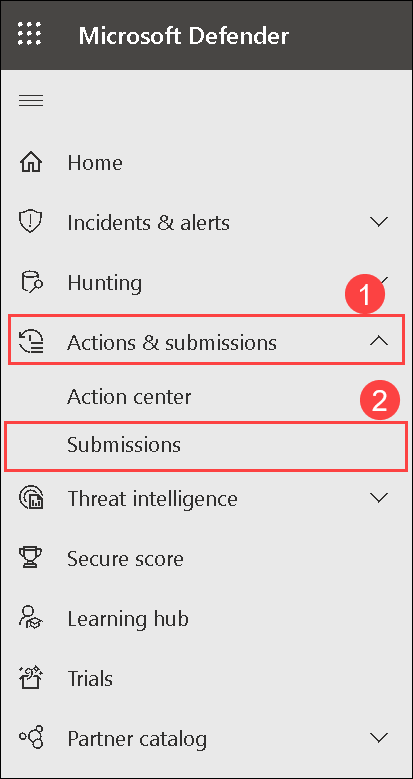 Microsoft Defender
Home
Incidents & alerts
Hunting
1
Actions & submissions
Action center
2
Submissions
Threat intelligence
Secure score
Learning hub
Trials
Partner catalog